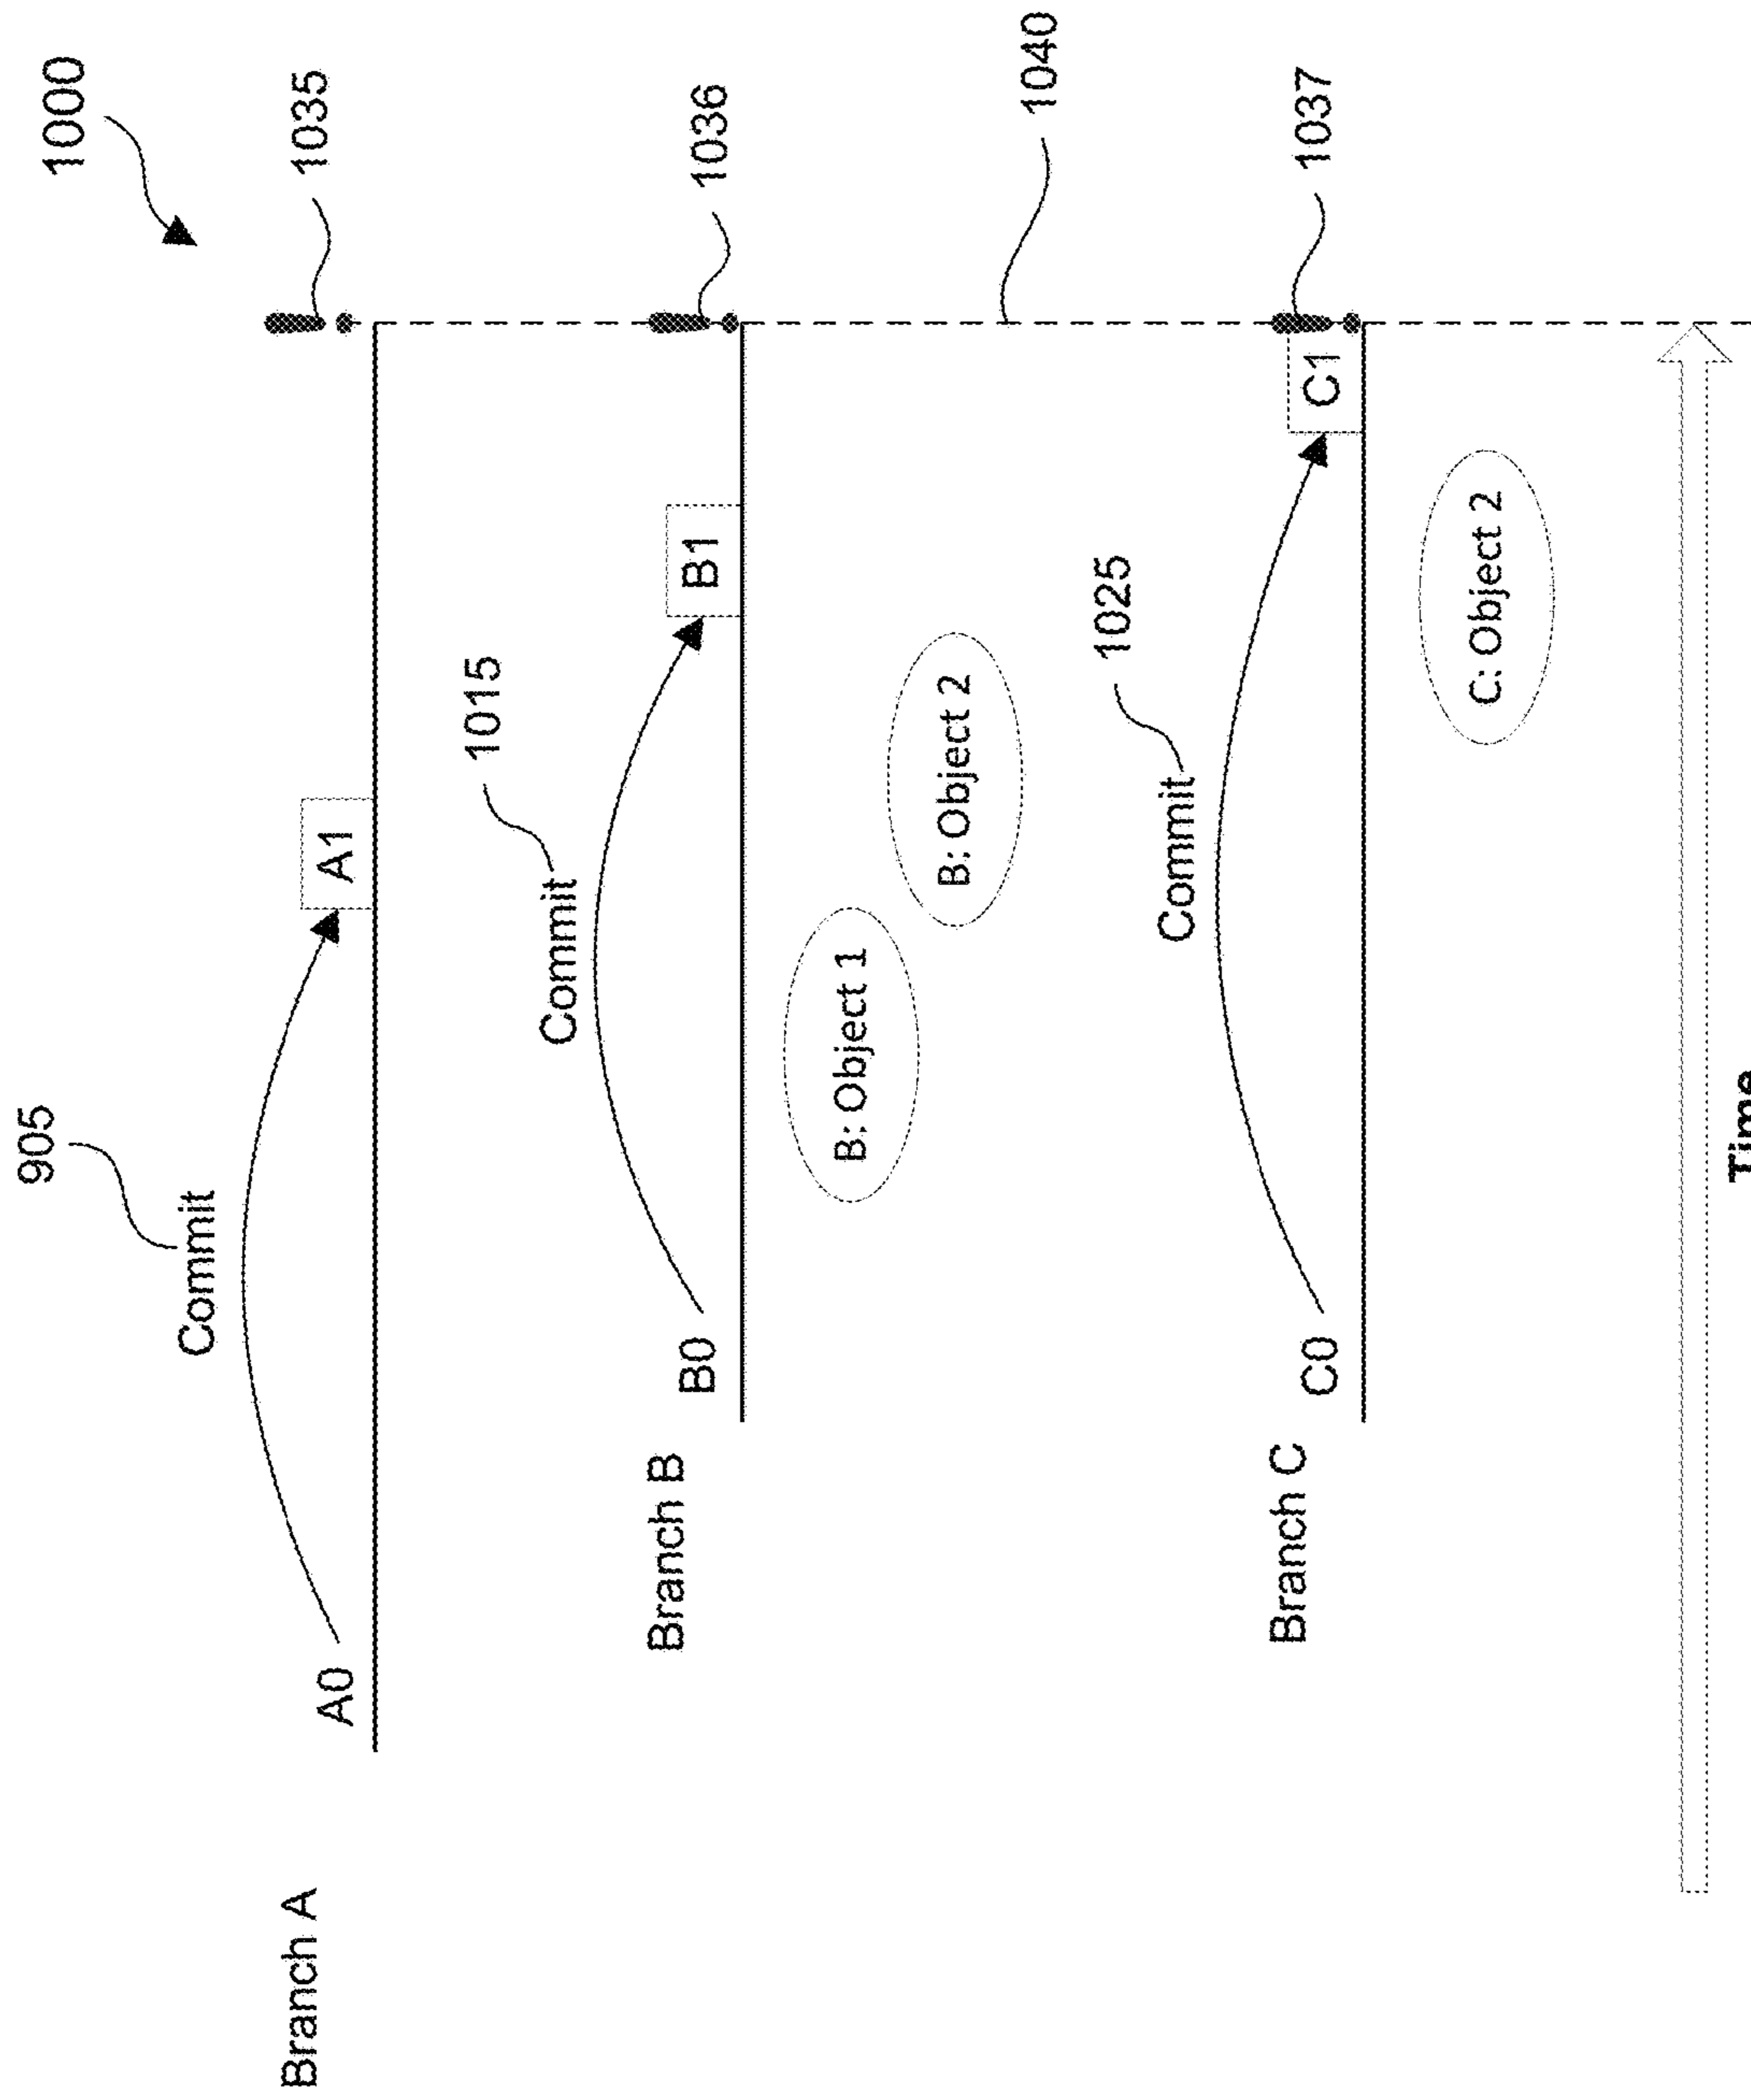 1000
905
Commit
1035
Branch A
A0
A1
1015
Commit
1036
Branch B
B0
B1
B: Object 1
B: Object 2
1040
1025
Commit
1037
Branch C
C0
C1
C: Object 2
Time